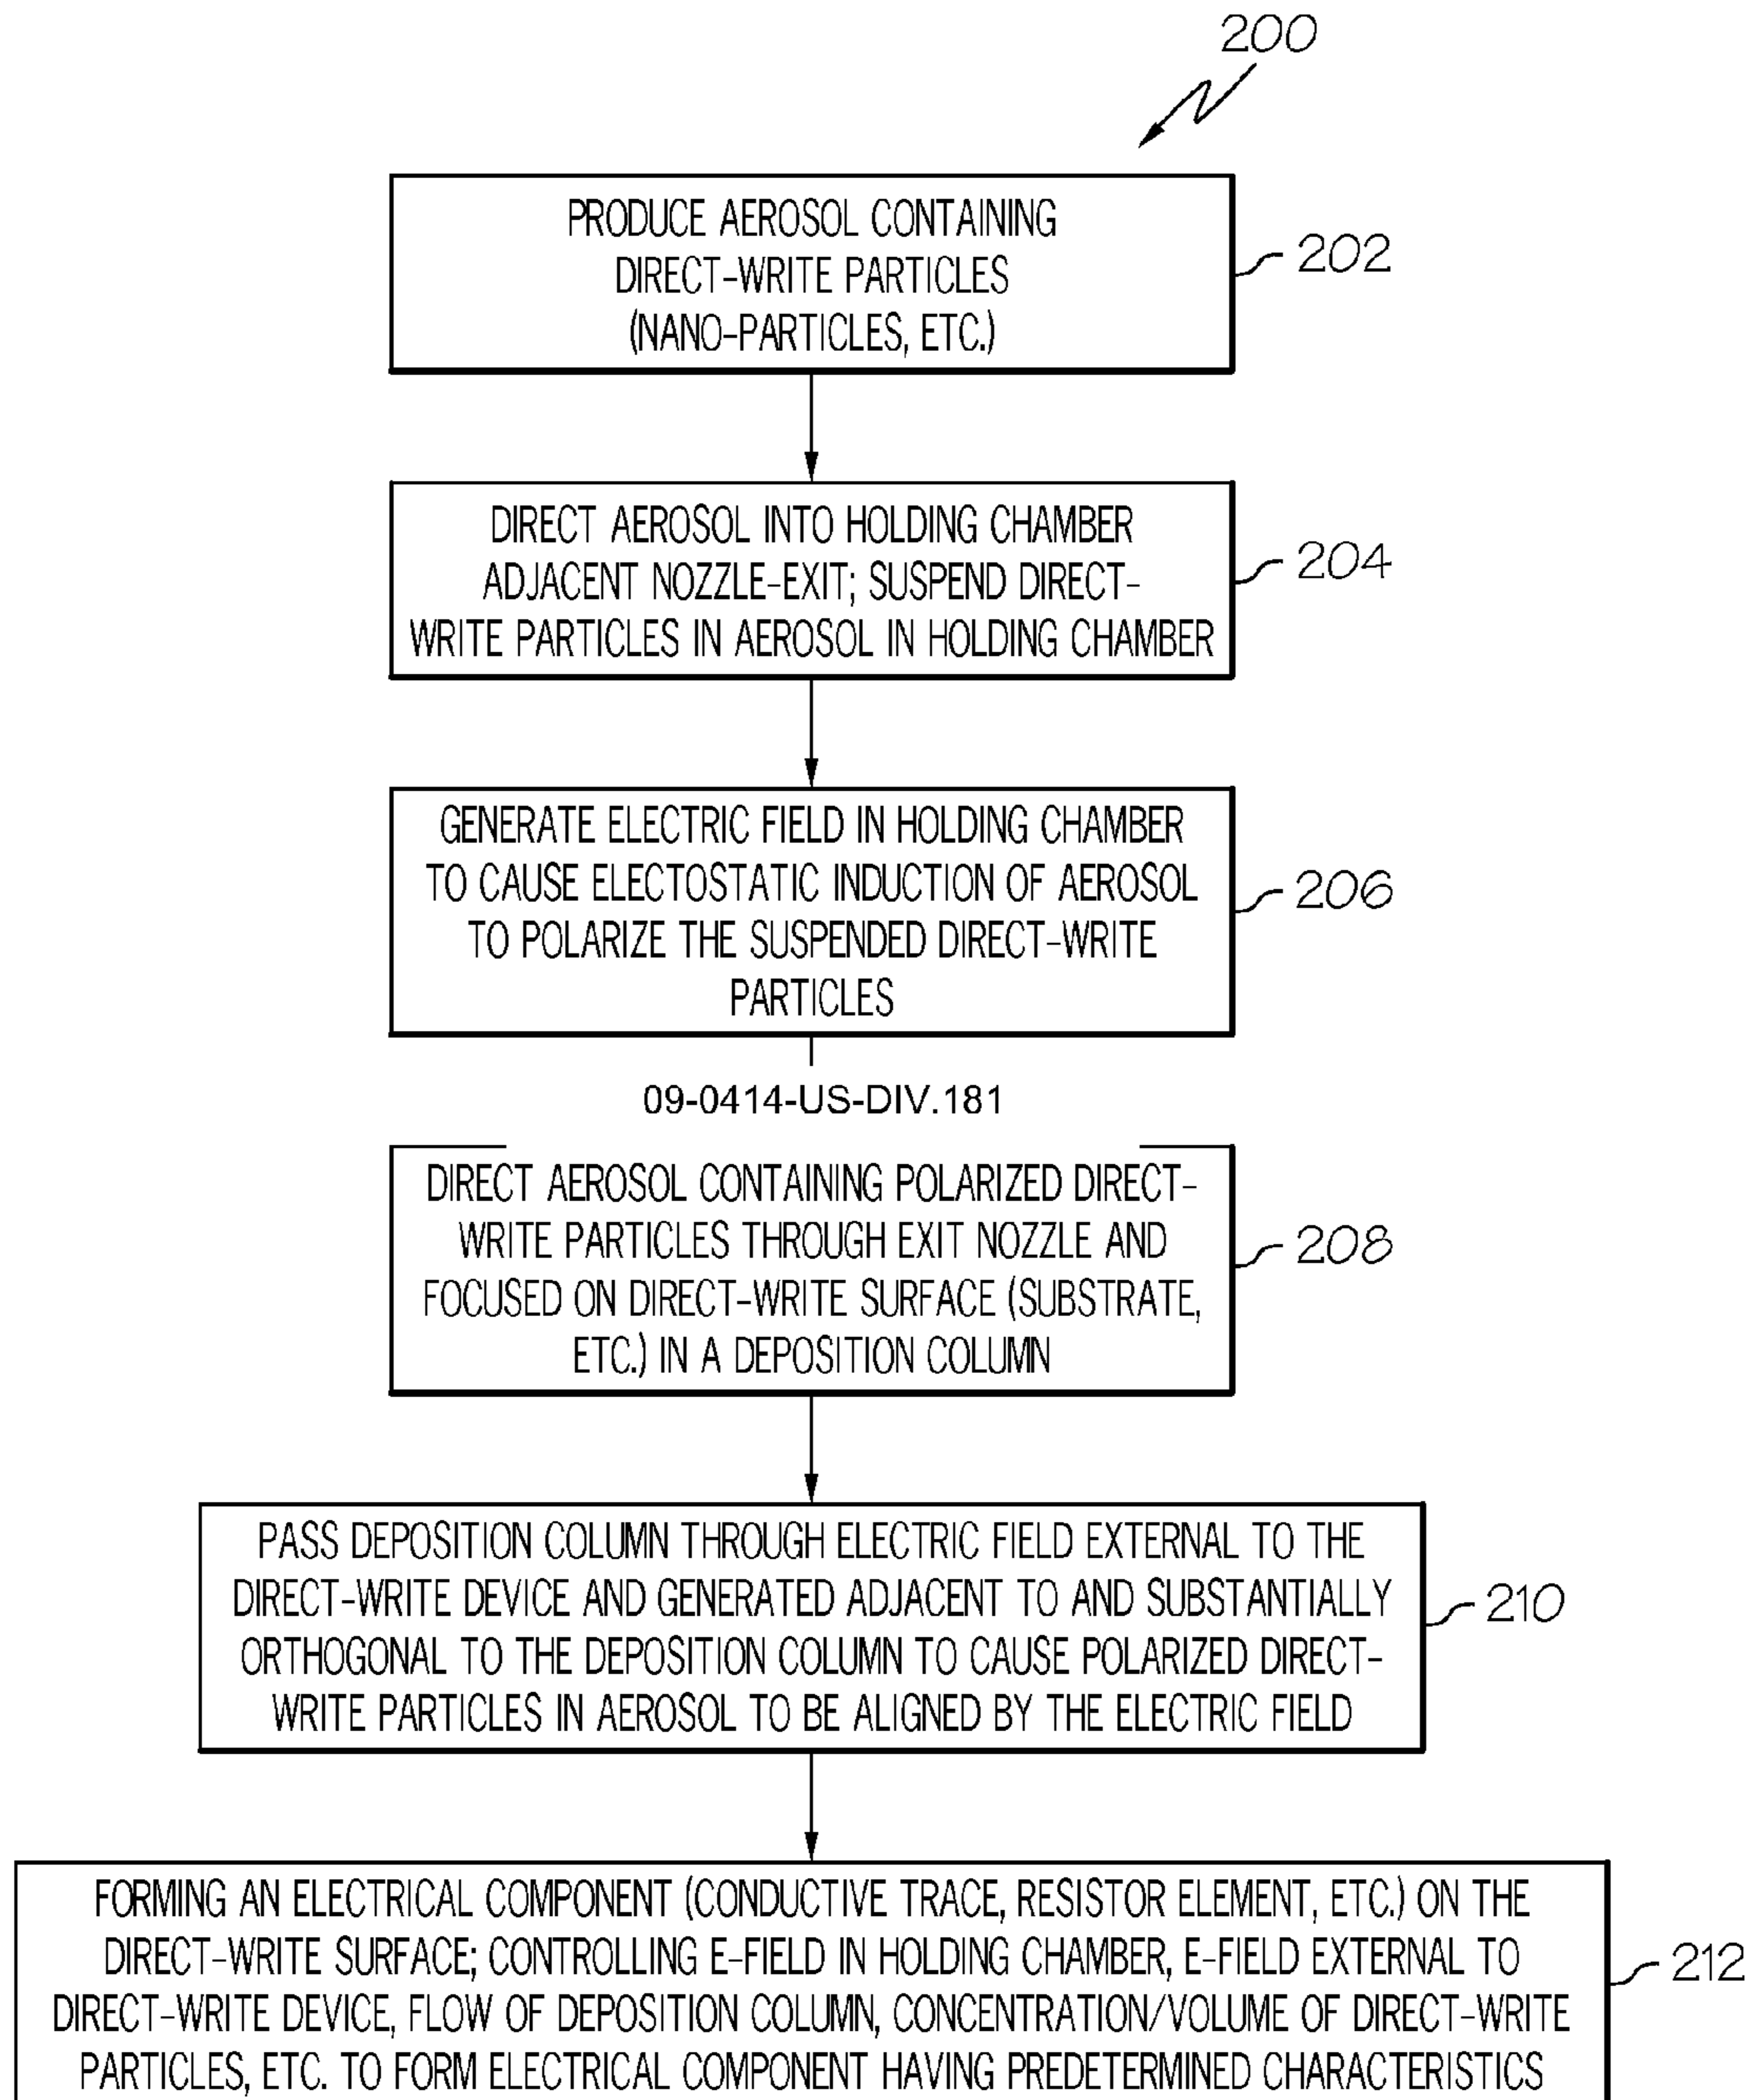 200
PRODUCE AEROSOL CONTAINING
DIRECT-WRITE PARTICLES
(NANO-PARTICLES, ETC.)
202
DIRECT AEROSOL INTO HOLDING CHAMBER
ADJACENT NOZZLE-EXIT; SUSPEND DIRECT-
WRITE PARTICLES IN AEROSOL IN HOLDING CHAMBER
204
GENERATE ELECTRIC FIELD IN HOLDING CHAMBER
TO CAUSE ELECTOSTATIC INDUCTION OF AEROSOL
TO POLARIZE THE SUSPENDED DIRECT-WRITE
PARTICLES
206
09-0414-US-DIV.181
DIRECT AEROSOL CONTAINING POLARIZED DIRECT-
WRITE PARTICLES THROUGH EXIT NOZZLE AND
FOCUSED ON DIRECT-WRITE SURFACE (SUBSTRATE,
ETC.) IN A DEPOSITION COLUMN
208
PASS DEPOSITION COLUMN THROUGH ELECTRIC FIELD EXTERNAL TO THE
DIRECT-WRITE DEVICE AND GENERATED ADJACENT TO AND SUBSTANTIALLY
ORTHOGONAL TO THE DEPOSITION COLUMN TO CAUSE POLARIZED DIRECT-
WRITE PARTICLES IN AEROSOL TO BE ALIGNED BY THE ELECTRIC FIELD
210
FORMING AN ELECTRICAL COMPONENT (CONDUCTIVE TRACE, RESISTOR ELEMENT, ETC.) ON THE
DIRECT-WRITE SURFACE; CONTROLLING E-FIELD IN HOLDING CHAMBER, E-FIELD EXTERNAL TO
DIRECT-WRITE DEVICE, FLOW OF DEPOSITION COLUMN, CONCENTRATION/VOLUME OF DIRECT-WRITE
PARTICLES, ETC. TO FORM ELECTRICAL COMPONENT HAVING PREDETERMINED CHARACTERISTICS
212